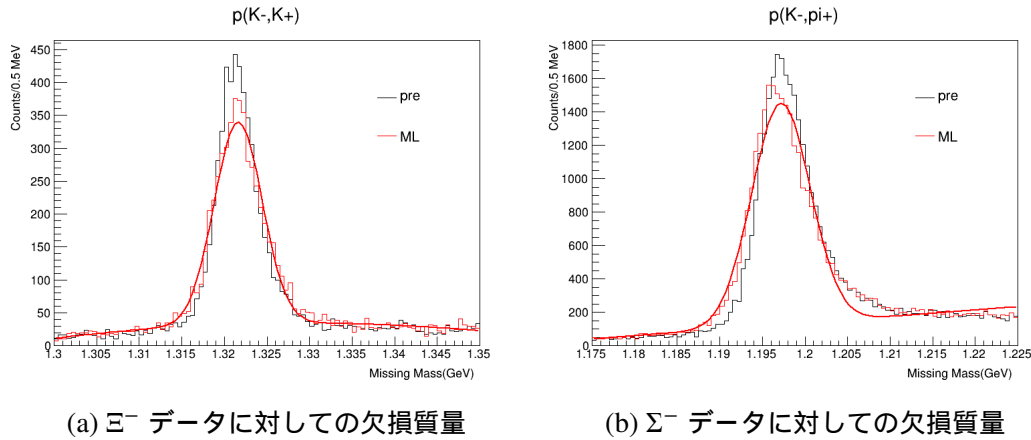 p(K-,K+)
Counts/0.5 MeV
450
400
350
300
250
200
150
100
50
0
pre
ML
1.3 1.305 1.31 1.315 1.32 1.325 1.33 1.335 1.34 1.345 1.35
Missing Mass(GeV)
(a) Ξ− データに対しての欠損質量
p(K-,pi+)
Counts/0.5 MeV
1800
1600
1400
1200
1000
800
600
400
200
0
pre
ML
1.175 1.18 1.185 1.19 1.195 1.2 1.205 1.21 1.215 1.22 1.225
Missing Mass(GeV)
(b) Σ− データに対しての欠損質量